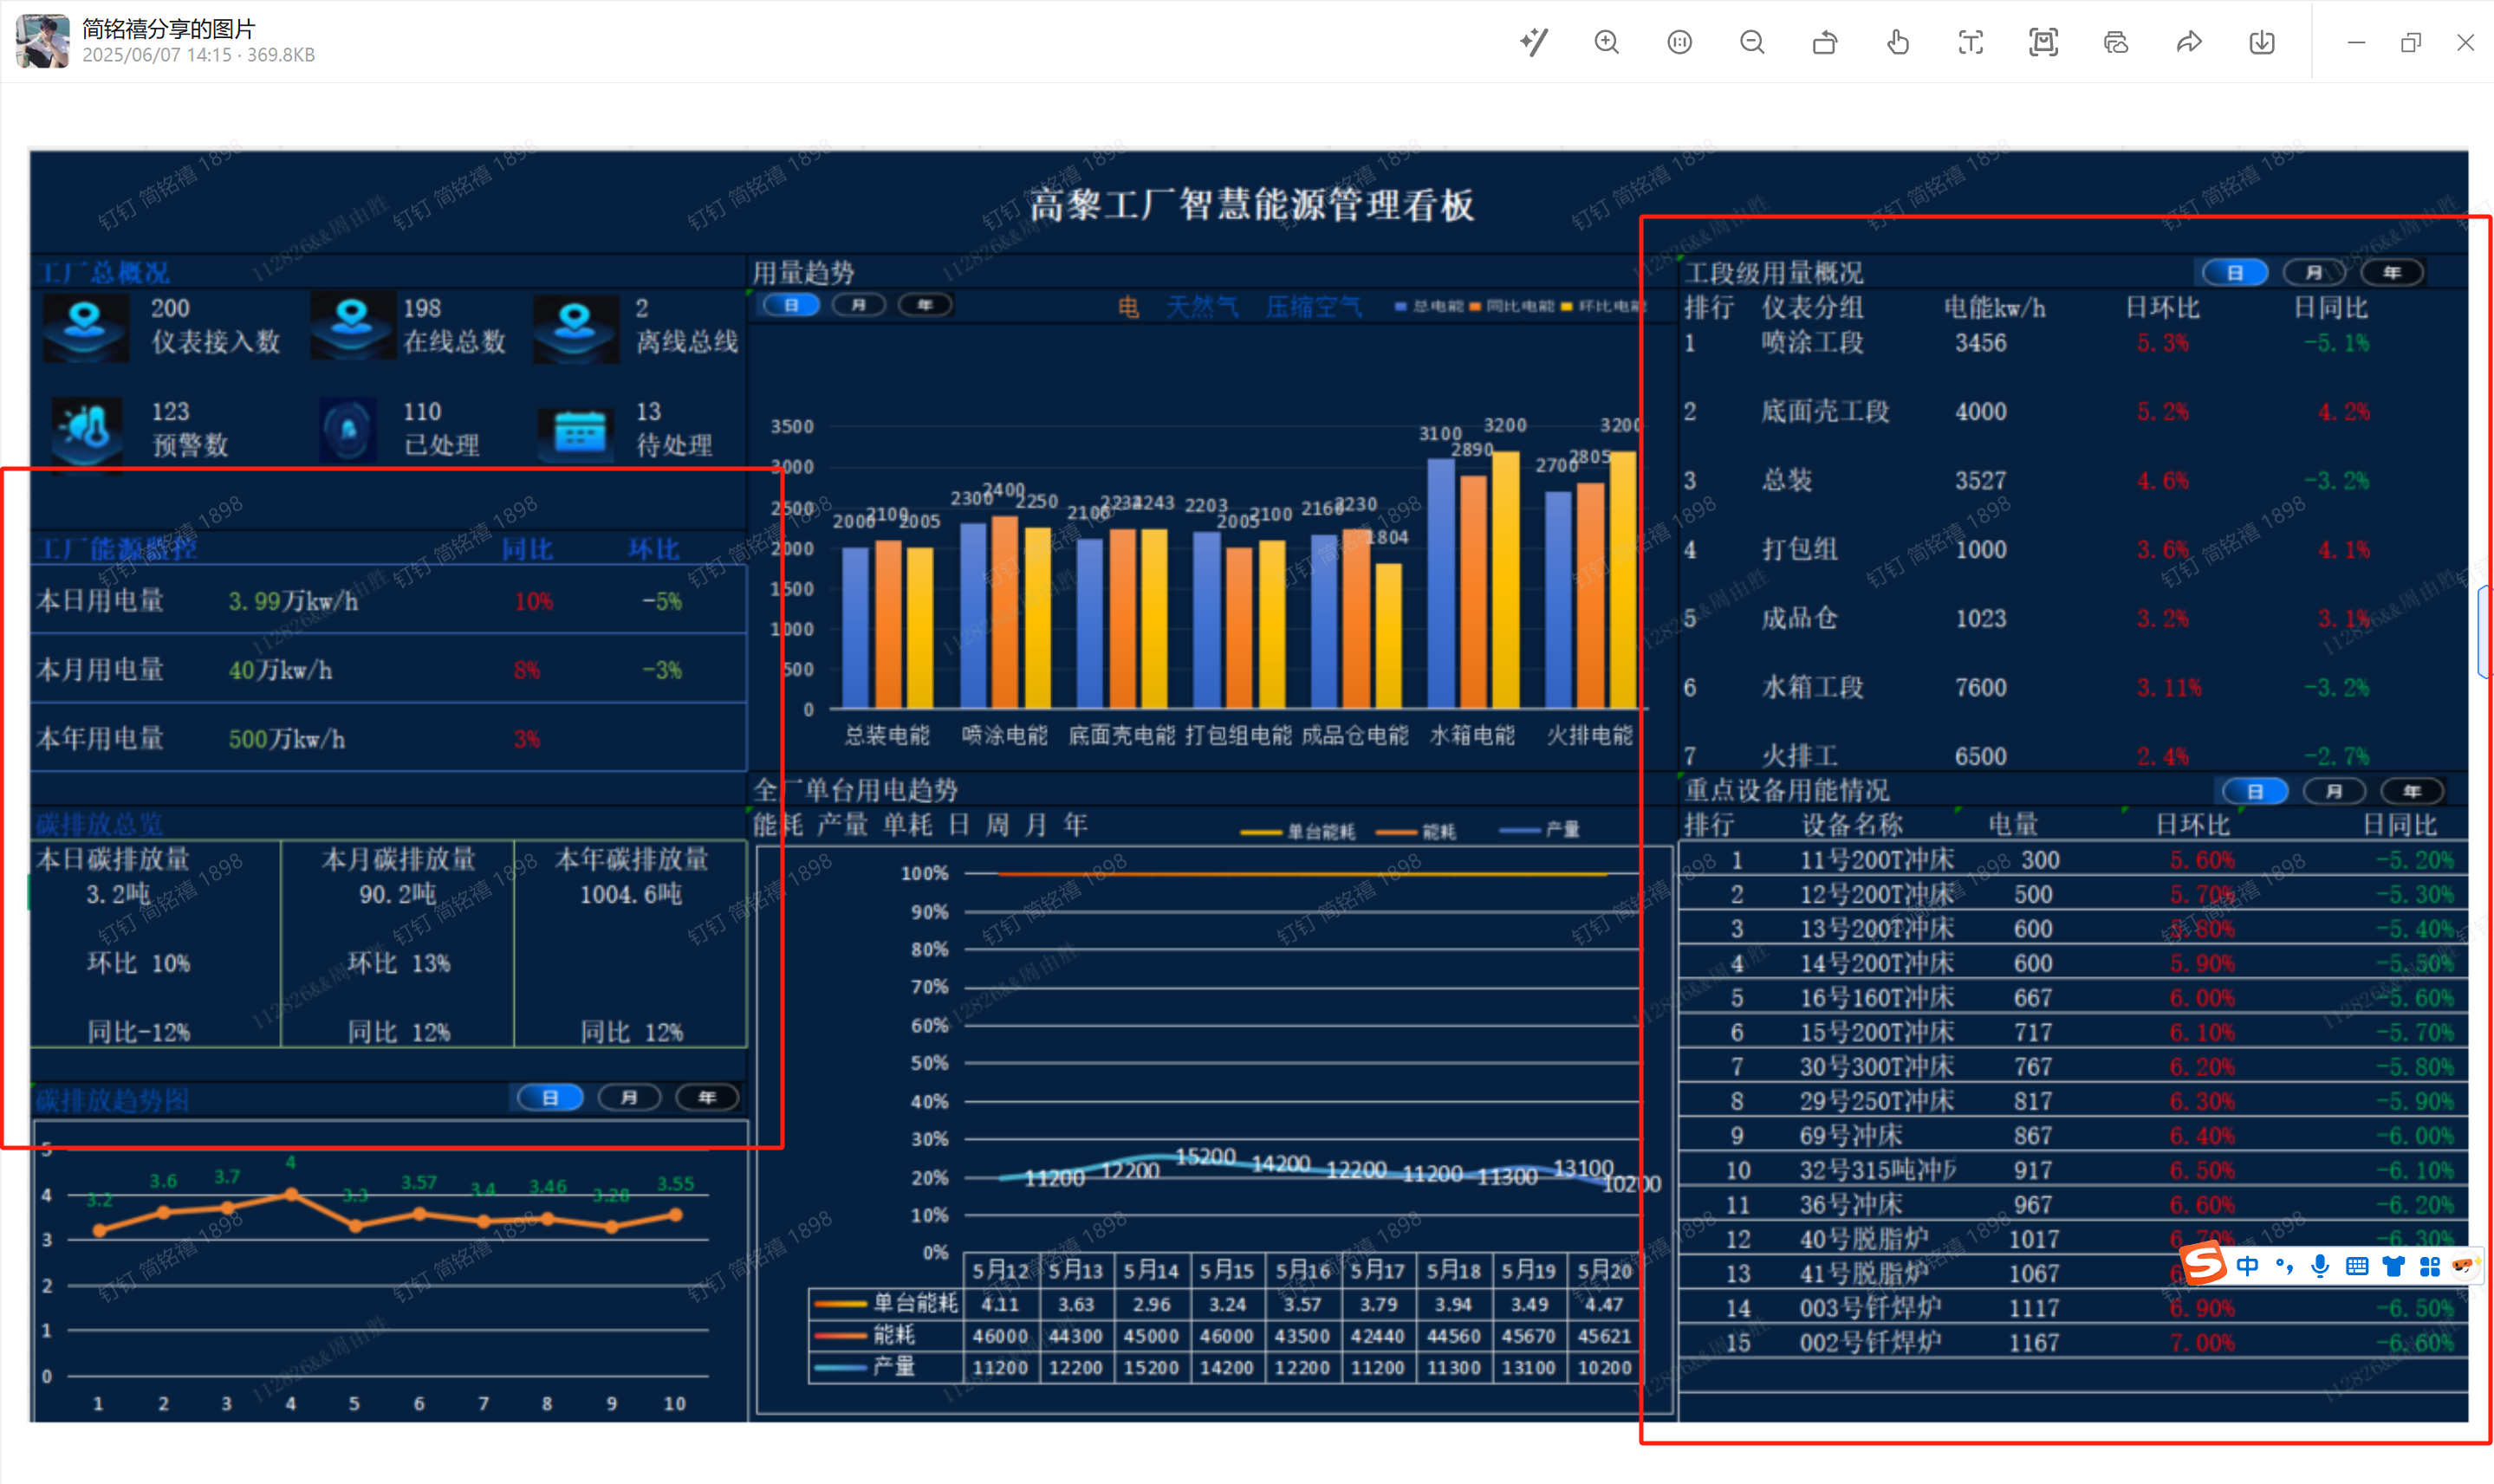 简铭禧分享的图片
2025/06/07 14:15 · 369.8KB
高黎工厂智慧能源管理看板
工厂总概况
200
仪表接入数
198
在线总数
2
离线总线
123
预警数
110
已处理
13
待处理
工厂能源监控 同比 环比
本日用电量 3.99万kw/h 10% -5%
本月用电量 40万kw/h 8% -3%
本年用电量 500万kw/h 3%
碳排放总览
本日碳排放量 本月碳排放量 本年碳排放量
3.2吨 90.2吨 1004.6吨
环比 10% 环比 13%
同比-12% 同比 12% 同比 12%
碳排放趋势图 日 月 年
5
4
3
2
1
0
3.2 3.6 3.7 4 3.3 3.57 3.4 3.46 3.28 3.55
1 2 3 4 5 6 7 8 9 10
用量趋势
日 月 年 电 天然气 压缩空气 总电能 同比电能 环比电能
3500
3000
2500
2000
1500
1000
500
0
2000 2100 2005
2300 2400 2250
2106 2234 2243
2203 2005 2100
2160 2230 1804
3100 2890 3200
2700 2805 3200
总装电能 喷涂电能 底面壳电能 打包组电能 成品仓电能 水箱电能 火排电能
全厂单台用电趋势
能耗 产量 单耗 日 周 月 年 单台能耗 能耗 产量
100%
90%
80%
70%
60%
50%
40%
30%
20%
10%
0%
11200 12200 15200 14200 12200 11200 11300 13100 10200
5月12 5月13 5月14 5月15 5月16 5月17 5月18 5月19 5月20
单台能耗 4.11 3.63 2.96 3.24 3.57 3.79 3.94 3.49 4.47
能耗 46000 44300 45000 46000 43500 42440 44560 45670 45621
产量 11200 12200 15200 14200 12200 11200 11300 13100 10200
工段级用量概况 日 月 年
排行 仪表分组 电能kw/h 日环比 日同比
1 喷涂工段 3456 5.3% -5.1%
2 底面壳工段 4000 5.2% 4.2%
3 总装 3527 4.6% -3.2%
4 打包组 1000 3.6% 4.1%
5 成品仓 1023 3.2% 3.1%
6 水箱工段 7600 3.11% -3.2%
7 火排工 6500 2.4% -2.7%
重点设备用能情况 日 月 年
排行 设备名称 电量 日环比 日同比
1 11号200T冲床 300 5.60% -5.20%
2 12号200T冲床 500 5.70% -5.30%
3 13号200T冲床 600 5.80% -5.40%
4 14号200T冲床 600 5.90% -5.50%
5 16号160T冲床 667 6.00% -5.60%
6 15号200T冲床 717 6.10% -5.70%
7 30号300T冲床 767 6.20% -5.80%
8 29号250T冲床 817 6.30% -5.90%
9 69号冲床 867 6.40% -6.00%
10 32号315吨冲 917 6.50% -6.10%
11 36号冲床 967 6.60% -6.20%
12 40号脱脂炉 1017 6.70% -6.30%
13 41号脱脂炉 1067
14 003号钎焊炉 1117 6.90% -6.50%
15 002号钎焊炉 1167 7.00% -6.60%
中
钉钉 简铭禧 1898
112826&&周由胜